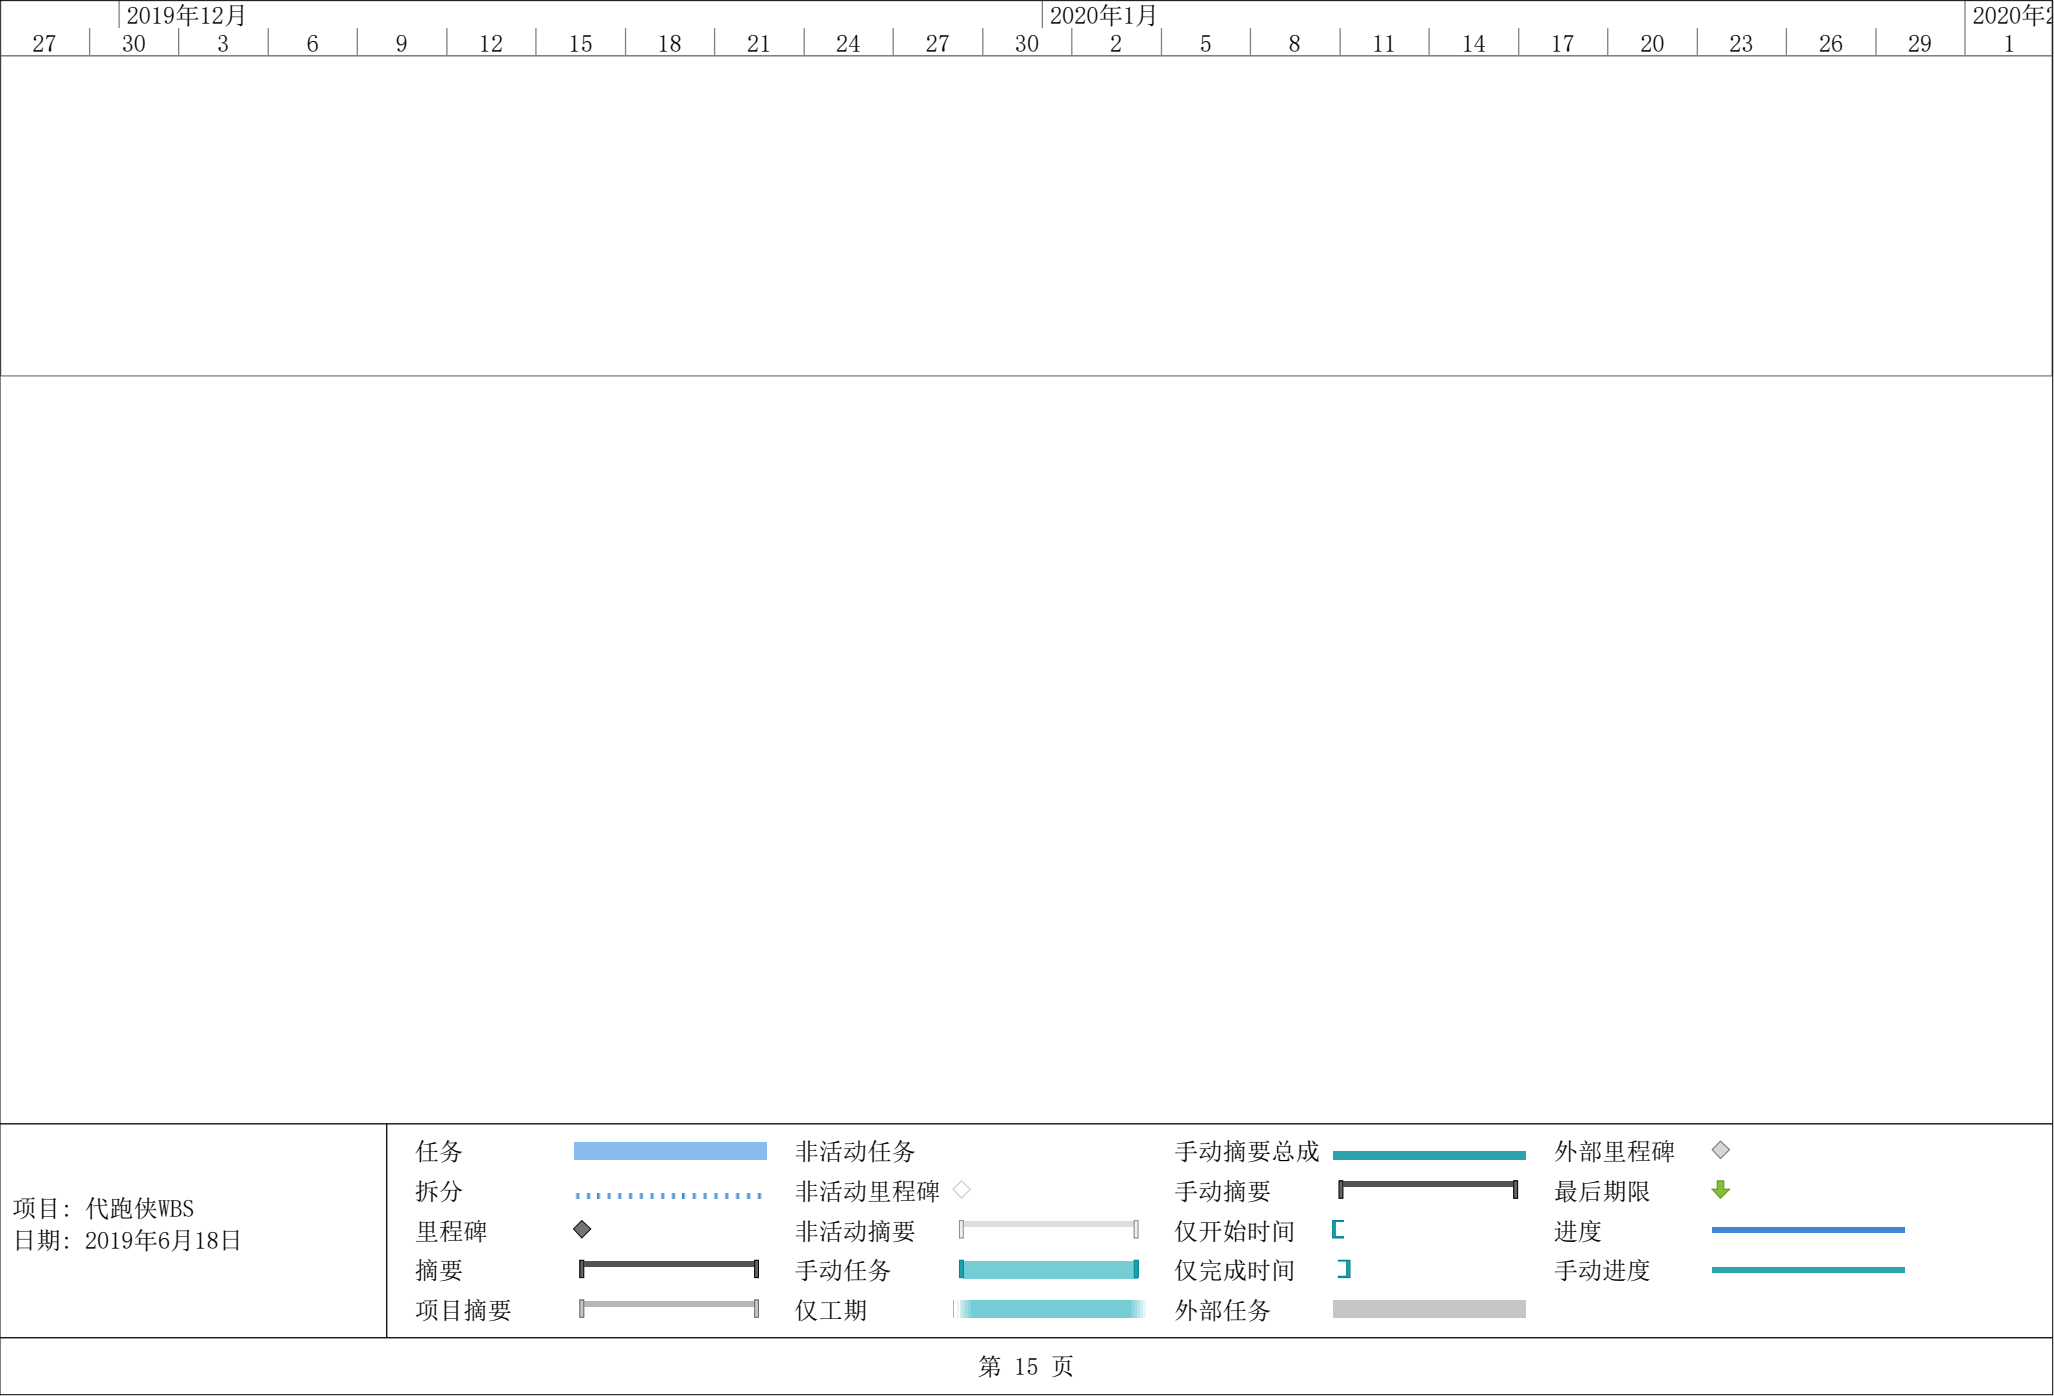 2019年12月 2020年1月 2020年2
27 30 3 6 9 12 15 18 21 24 27 30 2 5 8 11 14 17 20 23 26 29 1
项目: 代跑侠WBS
日期: 2019年6月18日
任务 非活动任务 手动摘要总成 外部里程碑
拆分 非活动里程碑 手动摘要 最后期限
里程碑 非活动摘要 仅开始时间 进度
摘要 手动任务 仅完成时间 手动进度
项目摘要 仅工期 外部任务
第 15 页